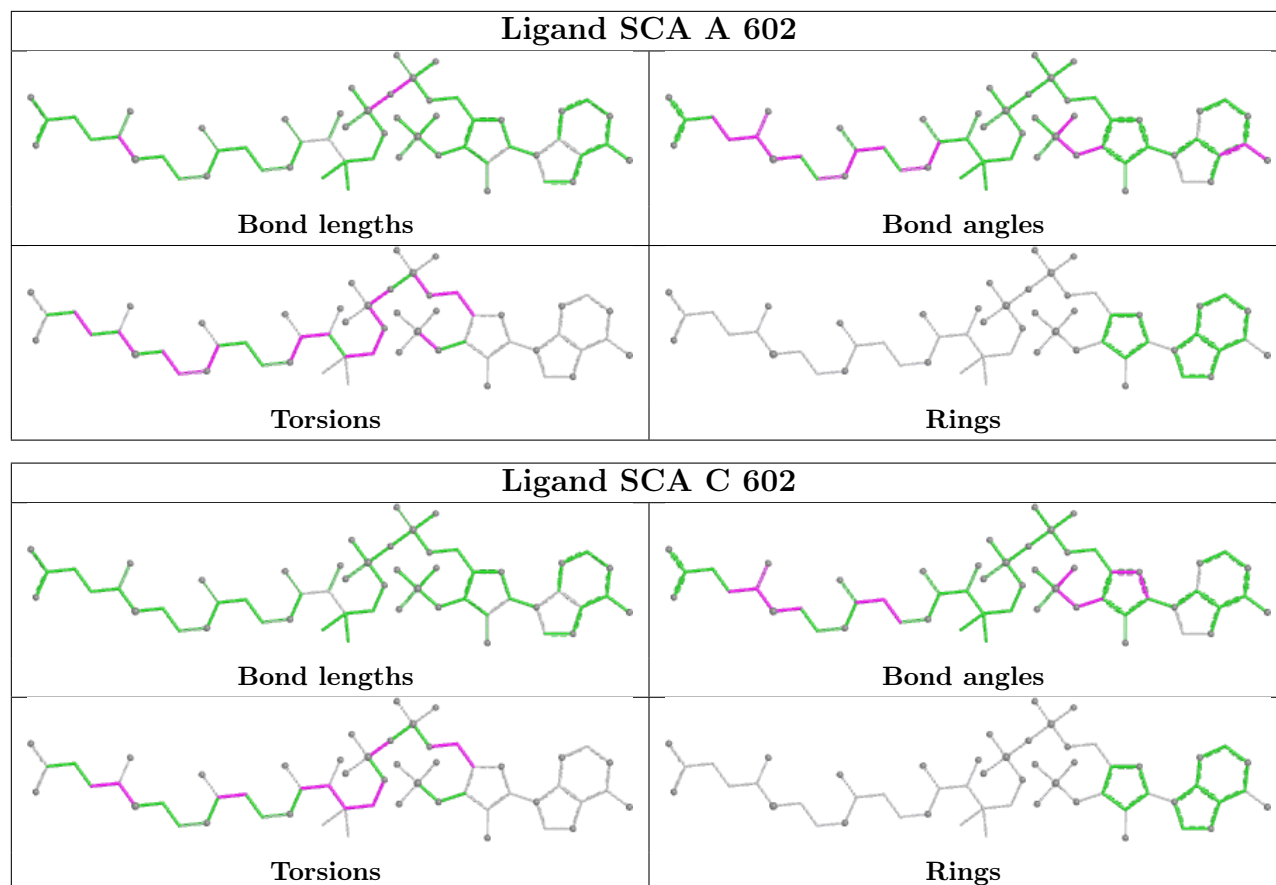 Ligand SCA A 602
Bond lengths
Bond angles
Torsions
Rings
Ligand SCA C 602
Bond lengths
Bond angles
Torsions
Rings